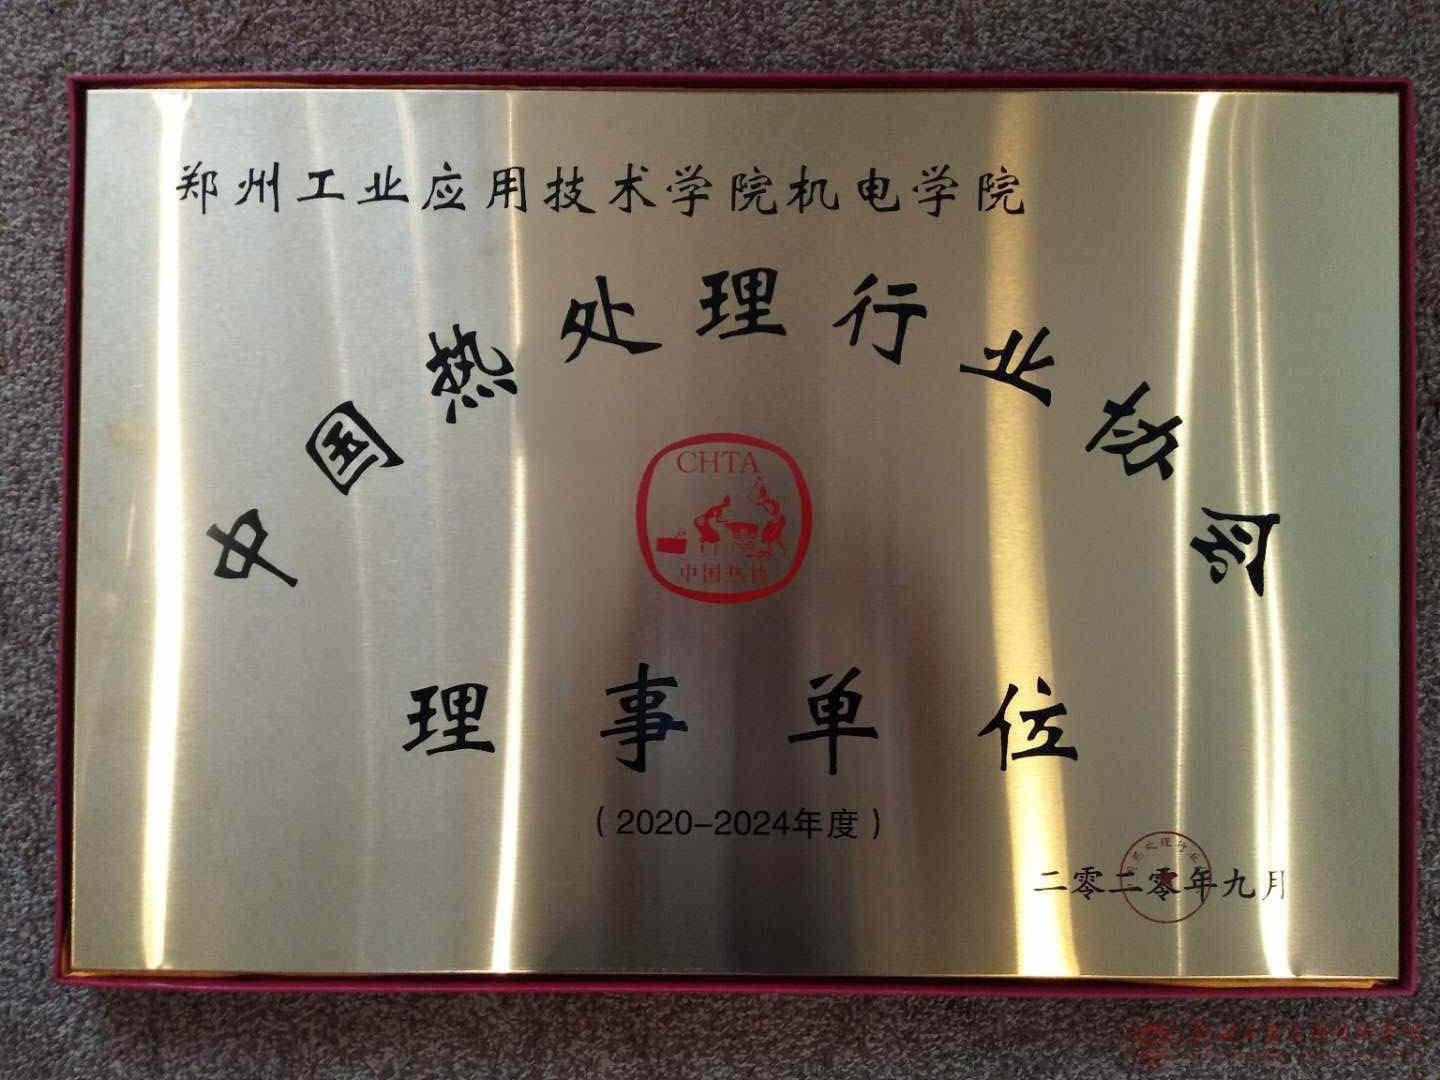 郑州工业应用技术学院机电学院
中国热处理行业协会
CHTA
中国热协
理事单位
(2020-2024年度)
二零二零年九月